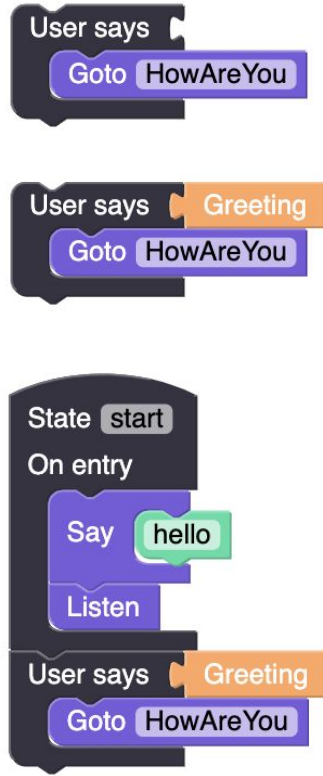 User says
Goto HowAreYou
User says Greeting
Goto HowAreYou
State start
On entry
Say hello
Listen
User says Greeting
Goto HowAreYou